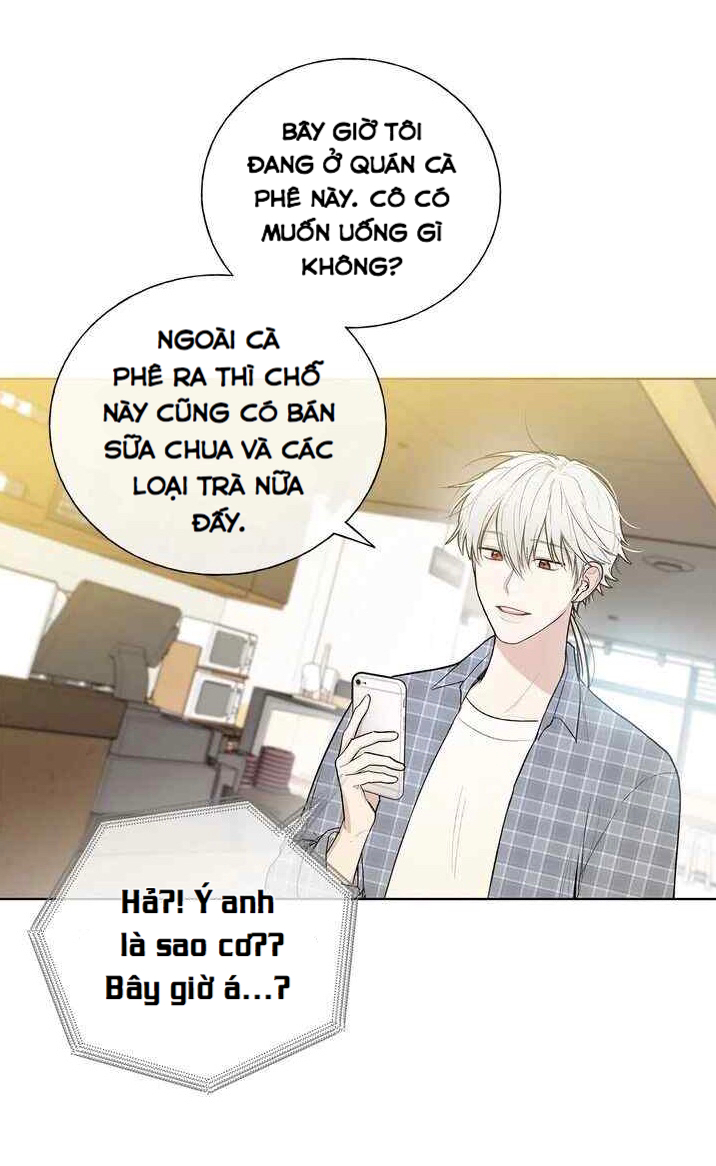 BÂY GIỜ TÔI
ĐANG Ở QUÁN CÀ
PHÊ NÀY. CÔ CÓ
MUỐN UỐNG GÌ
KHÔNG?
NGOÀI CÀ
PHÊ RA THÌ CHỖ
NÀY CŨNG CÓ BÁN
SỮA CHUA VÀ CÁC
LOẠI TRÀ NỮA
ĐẤY.
Hả?! Ý anh
là sao cơ??
Bây giờ á...?